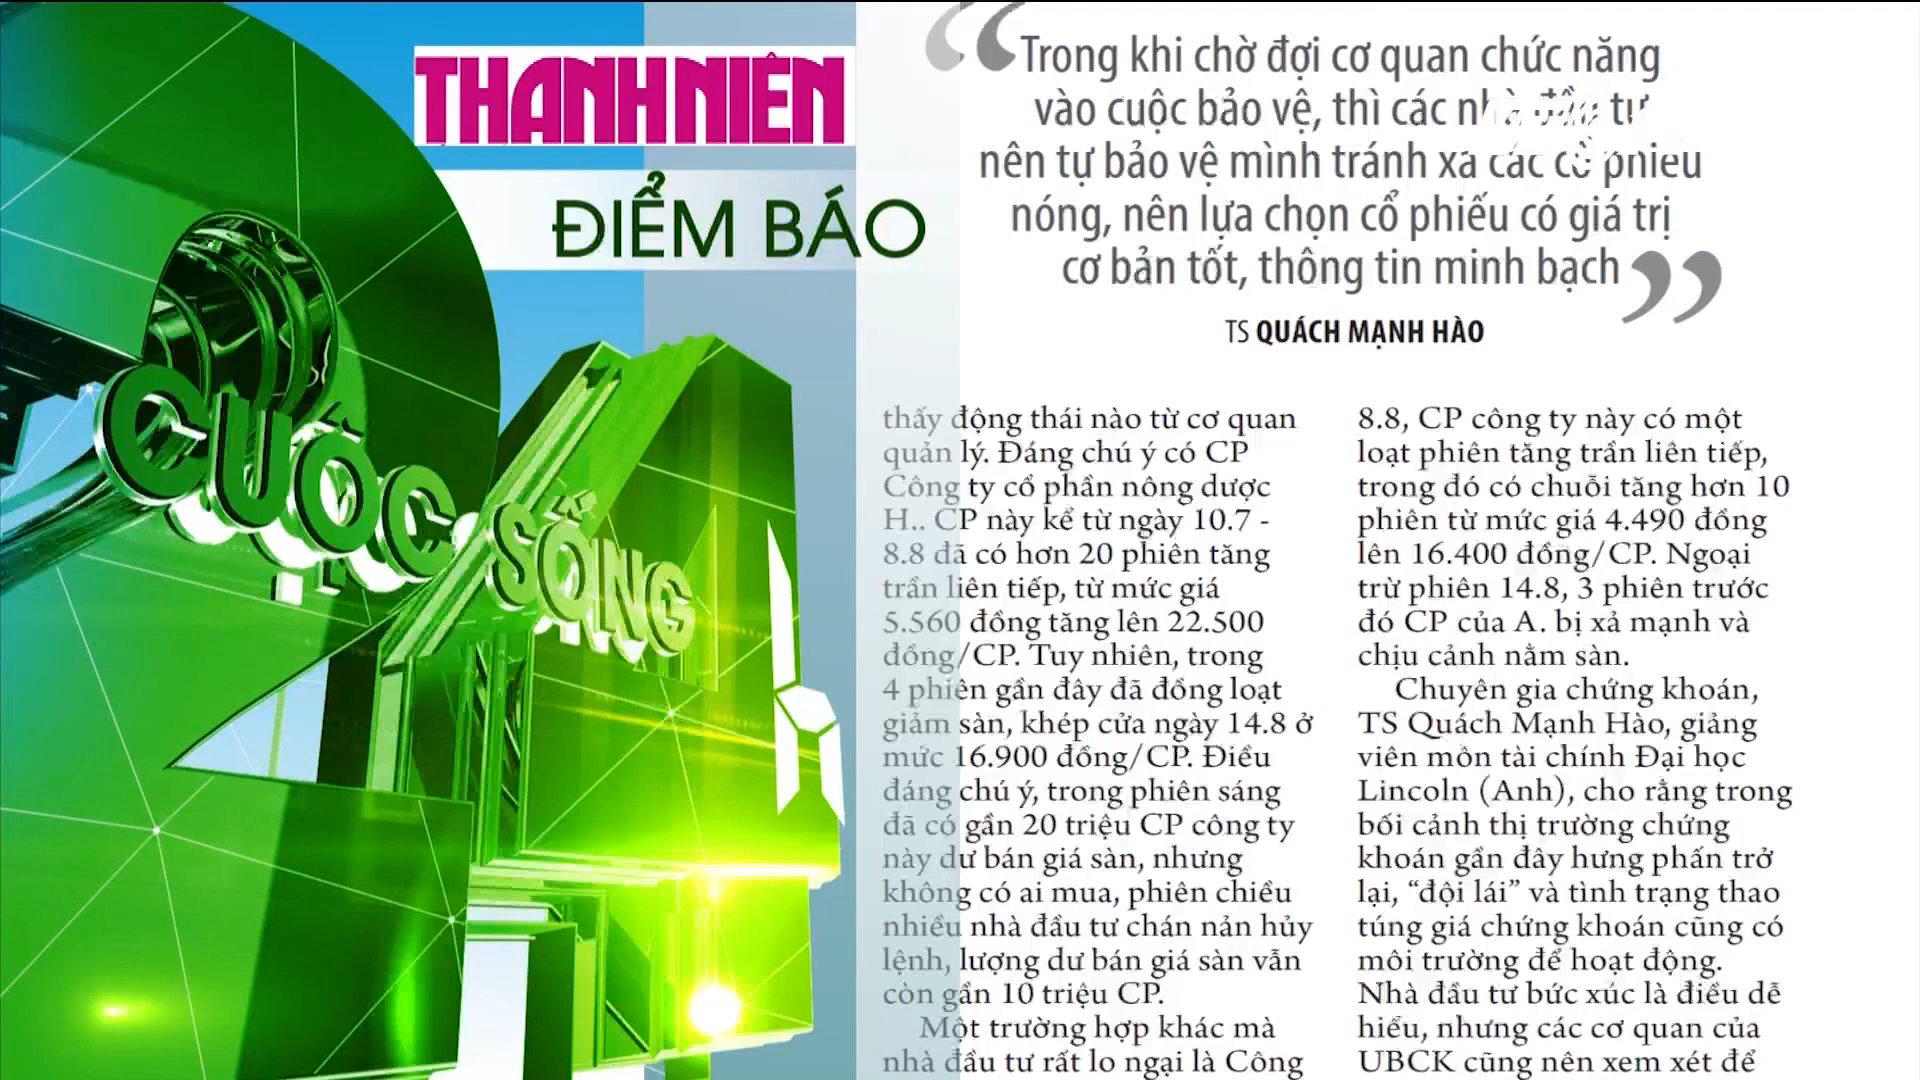 THANH NIÊN
ĐIỂM BÁO
CUỘC SỐNG
24h
“Trong khi chờ đợi cơ quan chức năng
vào cuộc bảo vệ, thì các nhà đầu tư
nên tự bảo vệ mình tránh xa các cổ phiếu
nóng, nên lựa chọn cổ phiếu có giá trị
cơ bản tốt, thông tin minh bạch”
TS QUÁCH MẠNH HÀO
thấy động thái nào từ cơ quan
quản lý. Đáng chú ý có CP
Công ty cổ phần nông dược
H.. CP này kể từ ngày 10.7 -
8.8 đã có hơn 20 phiên tăng
trần liên tiếp, từ mức giá
5.560 đồng tăng lên 22.500
đồng/CP. Tuy nhiên, trong
4 phiên gần đây đã đồng loạt
giảm sàn, khép cửa ngày 14.8 ở
mức 16.900 đồng/CP. Điều
đáng chú ý, trong phiên sáng
đã có gần 20 triệu CP công ty
này dư bán giá sàn, nhưng
không có ai mua, phiên chiều
nhiều nhà đầu tư chán nản hủy
lệnh, lượng dư bán giá sàn vẫn
còn gần 10 triệu CP.
Một trường hợp khác mà
nhà đầu tư rất lo ngại là Công
8.8, CP công ty này có một
loạt phiên tăng trần liên tiếp,
trong đó có chuỗi tăng hơn 10
phiên từ mức giá 4.490 đồng
lên 16.400 đồng/CP. Ngoại
trừ phiên 14.8, 3 phiên trước
đó CP của A. bị xả mạnh và
chịu cảnh nằm sàn.
Chuyên gia chứng khoán,
TS Quách Mạnh Hào, giảng
viên môn tài chính Đại học
Lincoln (Anh), cho rằng trong
bối cảnh thị trường chứng
khoán gần đây hưng phấn trở
lại, “đội lái” và tình trạng thao
túng giá chứng khoán cũng có
môi trường để hoạt động.
Nhà đầu tư bức xúc là điều dễ
hiểu, nhưng các cơ quan của
UBCK cũng nên xem xét để